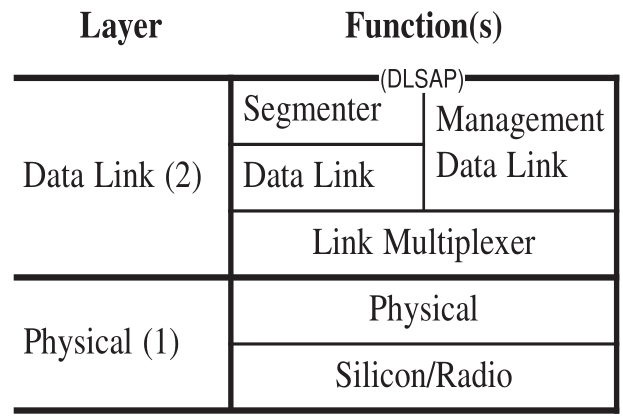 Layer Function(s)
(DLSAP)
Segmenter
Management
Data Link
Data Link (2)
Data Link
Link Multiplexer
Physical
Physical (1)
Silicon/Radio